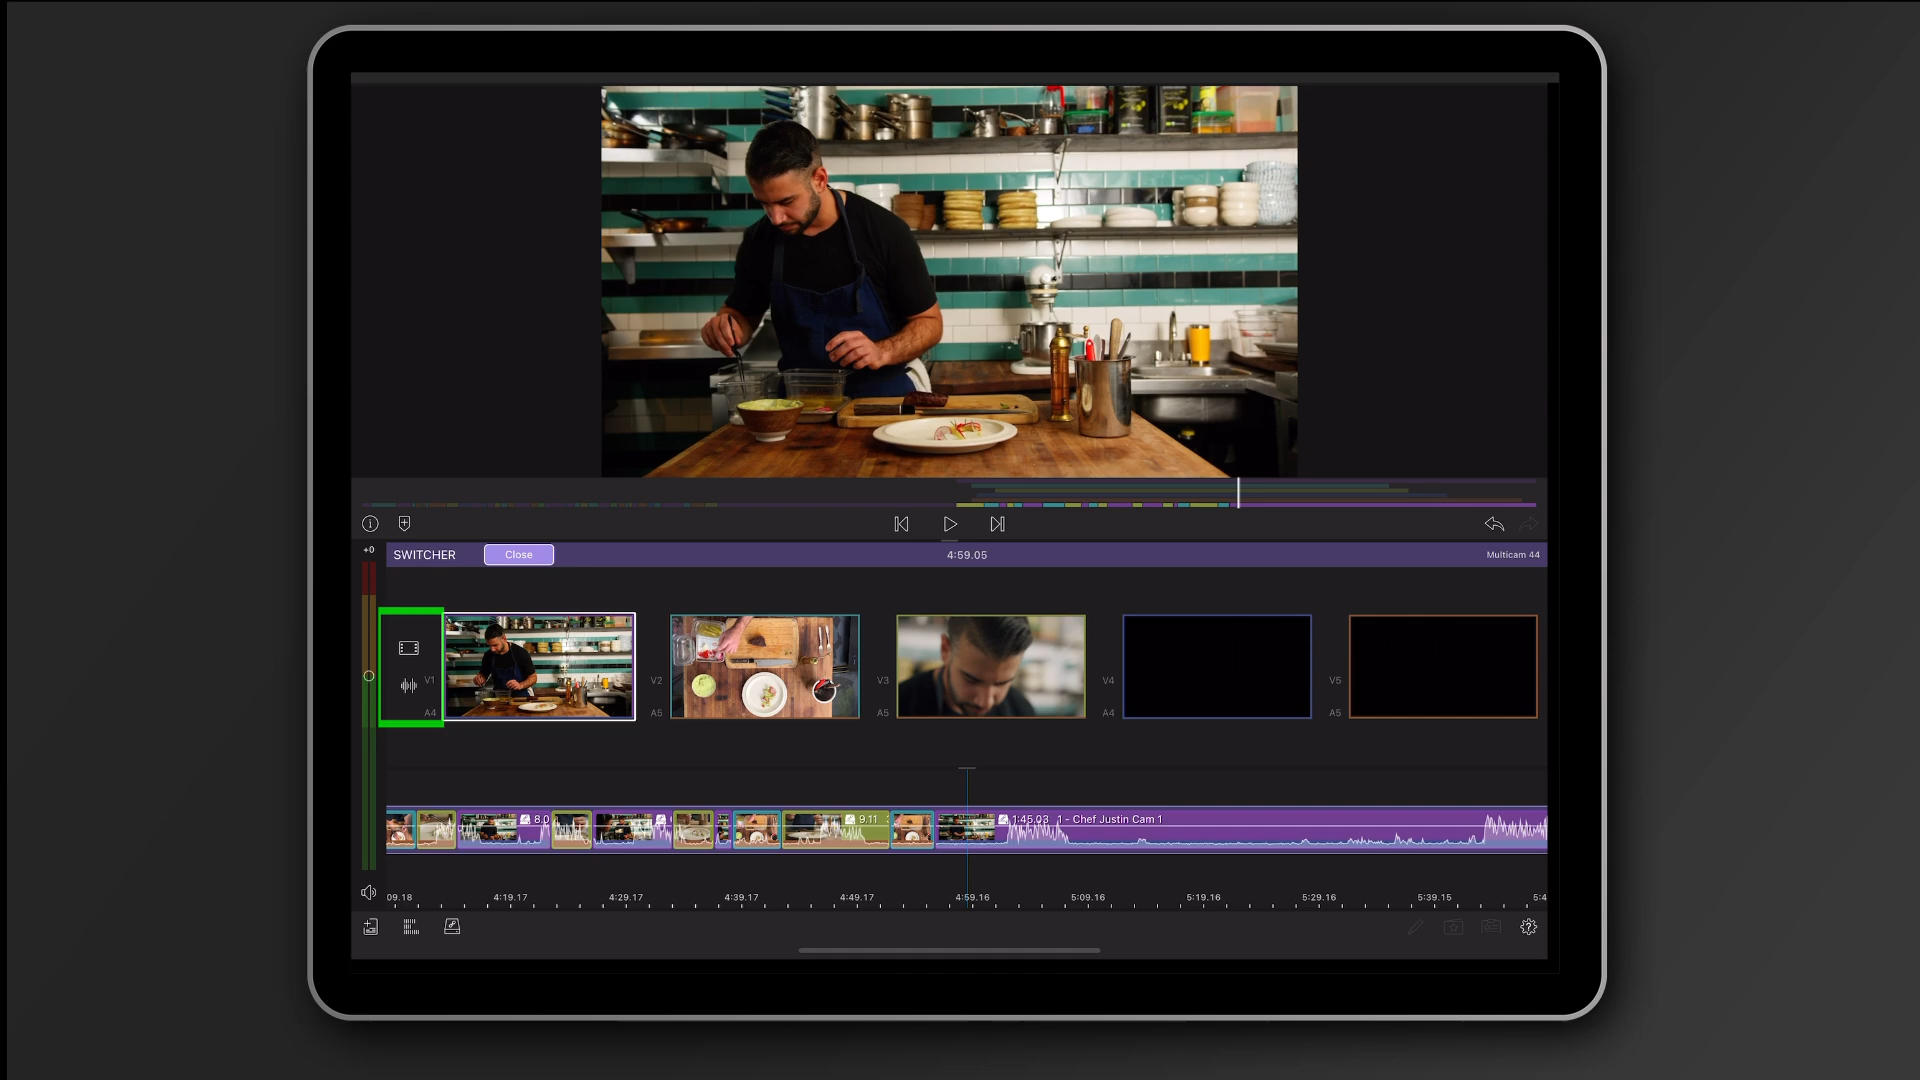 +0
SWITCHER
Close
4:59.05
Multicam 44
V1
A4
V2
A5
V3
A5
V4
A4
V5
A5
8.0
9.11
1:45.03 1 - Chef Justin Cam 1
09.18
4:19.17
4:29.17
4:39.17
4:49.17
4:59.16
5:09.16
5:19.16
5:29.16
5:39.15
5:4